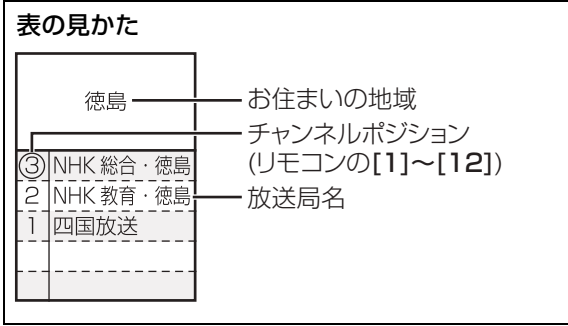 表の見かた
徳島
お住まいの地域
チャンネルポジション
(リモコンの[1]～[12])
③ NHK 総合・徳島
2 NHK 教育・徳島
放送局名
1 四国放送